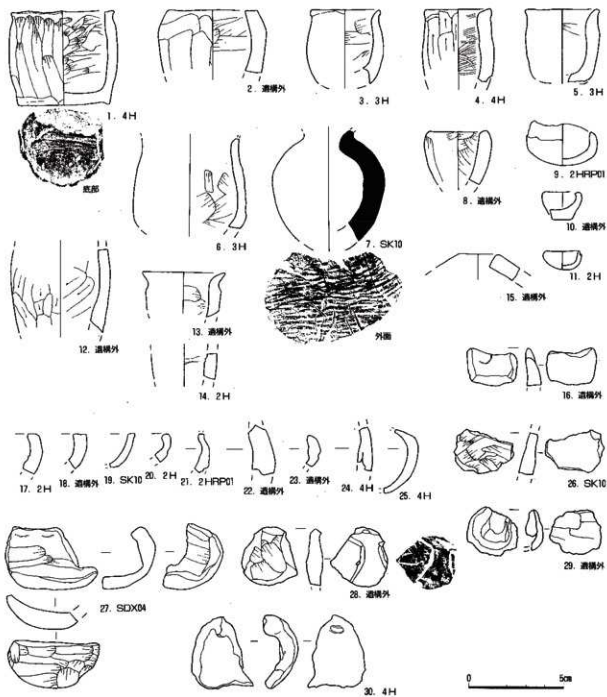 1. 4H
2. 遺構外
3. 3H
4. 4H
5. 3H
底部
6. 3H
7. SK10
8. 遺構外
9. 2HRP01
10. 遺構外
11. 2H
外面
12. 遺構外
13. 遺構外
14. 2H
15. 遺構外
16. 遺構外
17. 2H
18. 遺構外
19. SK10
20. 2H
21. 2HRP01
22. 遺構外
23. 遺構外
24. 4H
25. 4H
26. SK10
27. SDX04
28. 遺構外
29. 遺構外
30. 4H
0 5cm